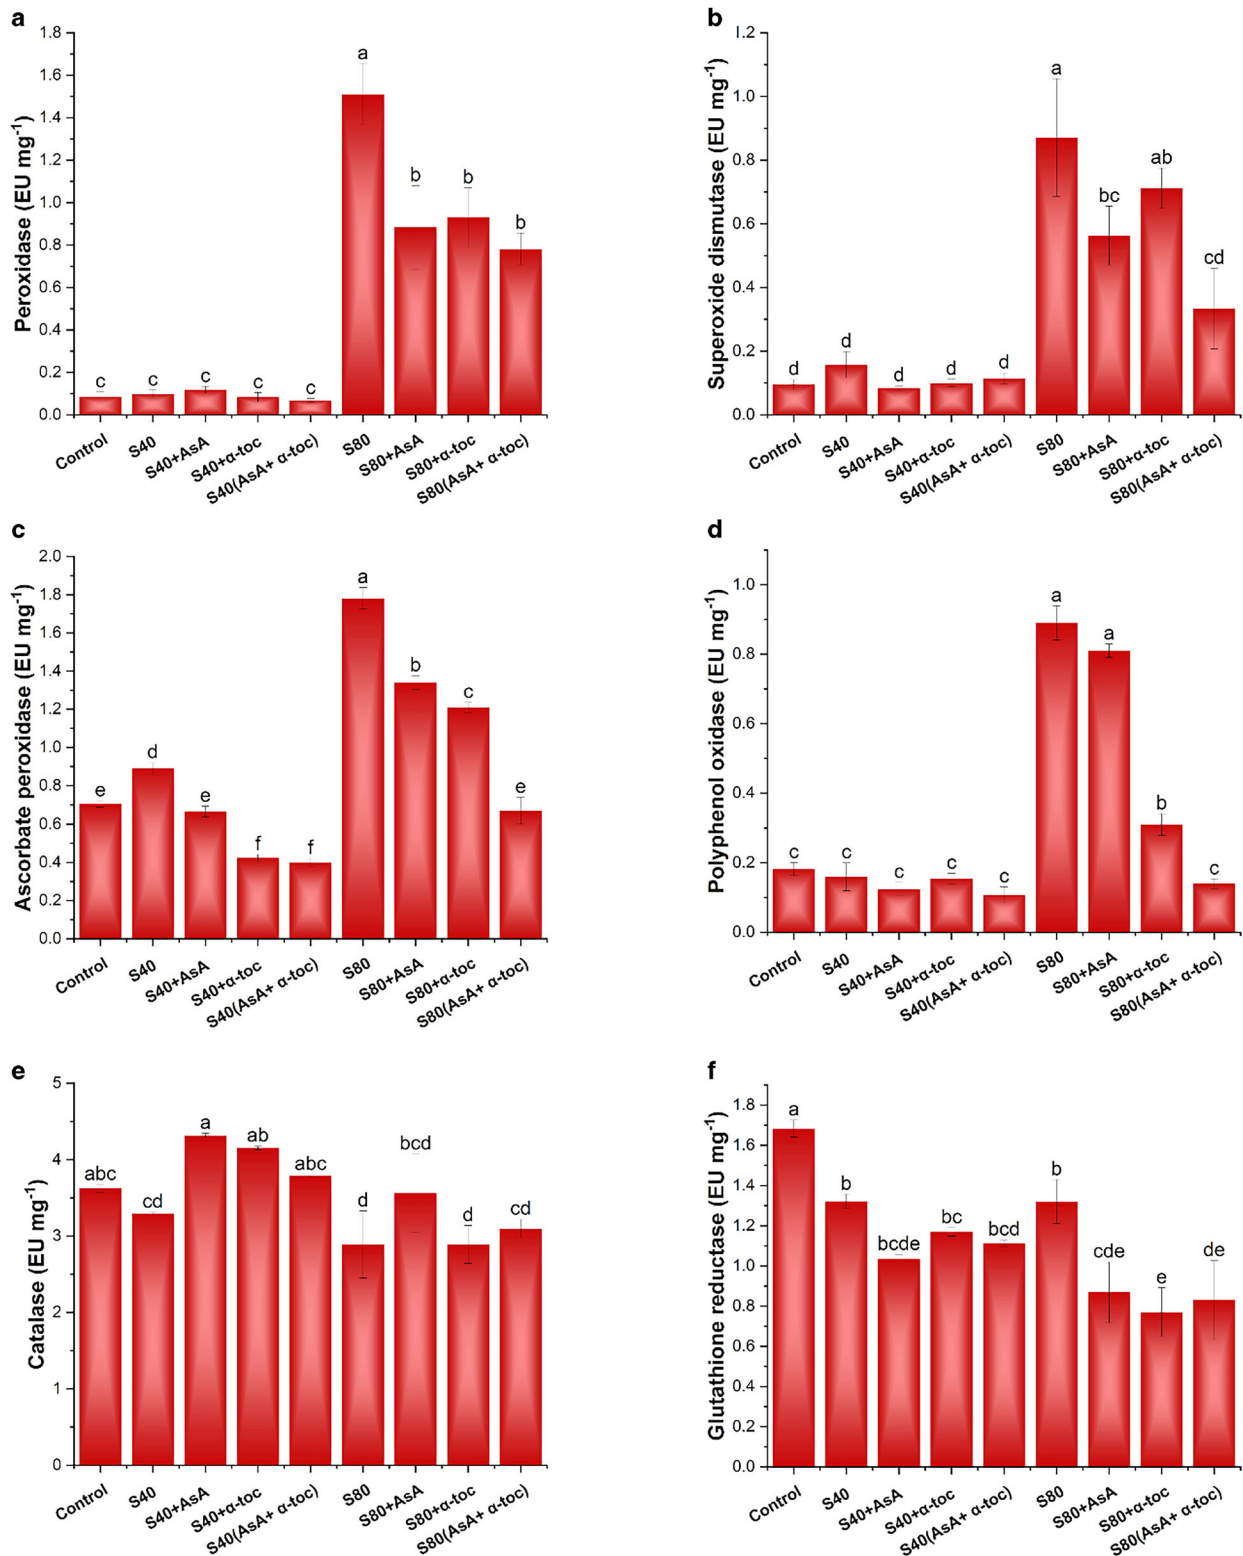 a
Peroxidase (EU mg-1)
1.8
1.6
1.4
1.2
1.0
0.8
0.6
0.4
0.2
0.0
c c c c c a b b b
Control S40 S40+AsA S40+α-toc S40(AsA+ α-toc) S80 S80+AsA S80+α-toc S80(AsA+ α-toc)
b
Superoxide dismutase (EU mg-1)
1.2
1.0
0.8
0.6
0.4
0.2
0.0
d d d d d a bc ab cd
Control S40 S40+AsA S40+α-toc S40(AsA+ α-toc) S80 S80+AsA S80+α-toc S80(AsA+ α-toc)
c
Ascorbate peroxidase (EU mg-1)
2.0
1.8
1.6
1.4
1.2
1.0
0.8
0.6
0.4
0.2
0.0
e d e f f a b c e
Control S40 S40+AsA S40+α-toc S40(AsA+ α-toc) S80 S80+AsA S80+α-toc S80(AsA+ α-toc)
d
Polyphenol oxidase (EU mg-1)
1.0
0.8
0.6
0.4
0.2
0.0
c c c c c a a b c
Control S40 S40+AsA S40+α-toc S40(AsA+ α-toc) S80 S80+AsA S80+α-toc S80(AsA+ α-toc)
e
Catalase (EU mg-1)
5
4
3
2
1
0
abc cd a ab abc d bcd d cd
Control S40 S40+AsA S40+α-toc S40(AsA+ α-toc) S80 S80+AsA S80+α-toc S80(AsA+ α-toc)
f
Glutathione reductase (EU mg-1)
1.8
1.6
1.4
1.2
1.0
0.8
0.6
0.4
0.2
0.0
a b bcde bc bcd b cde e de
Control S40 S40+AsA S40+α-toc S40(AsA+ α-toc) S80 S80+AsA S80+α-toc S80(AsA+ α-toc)